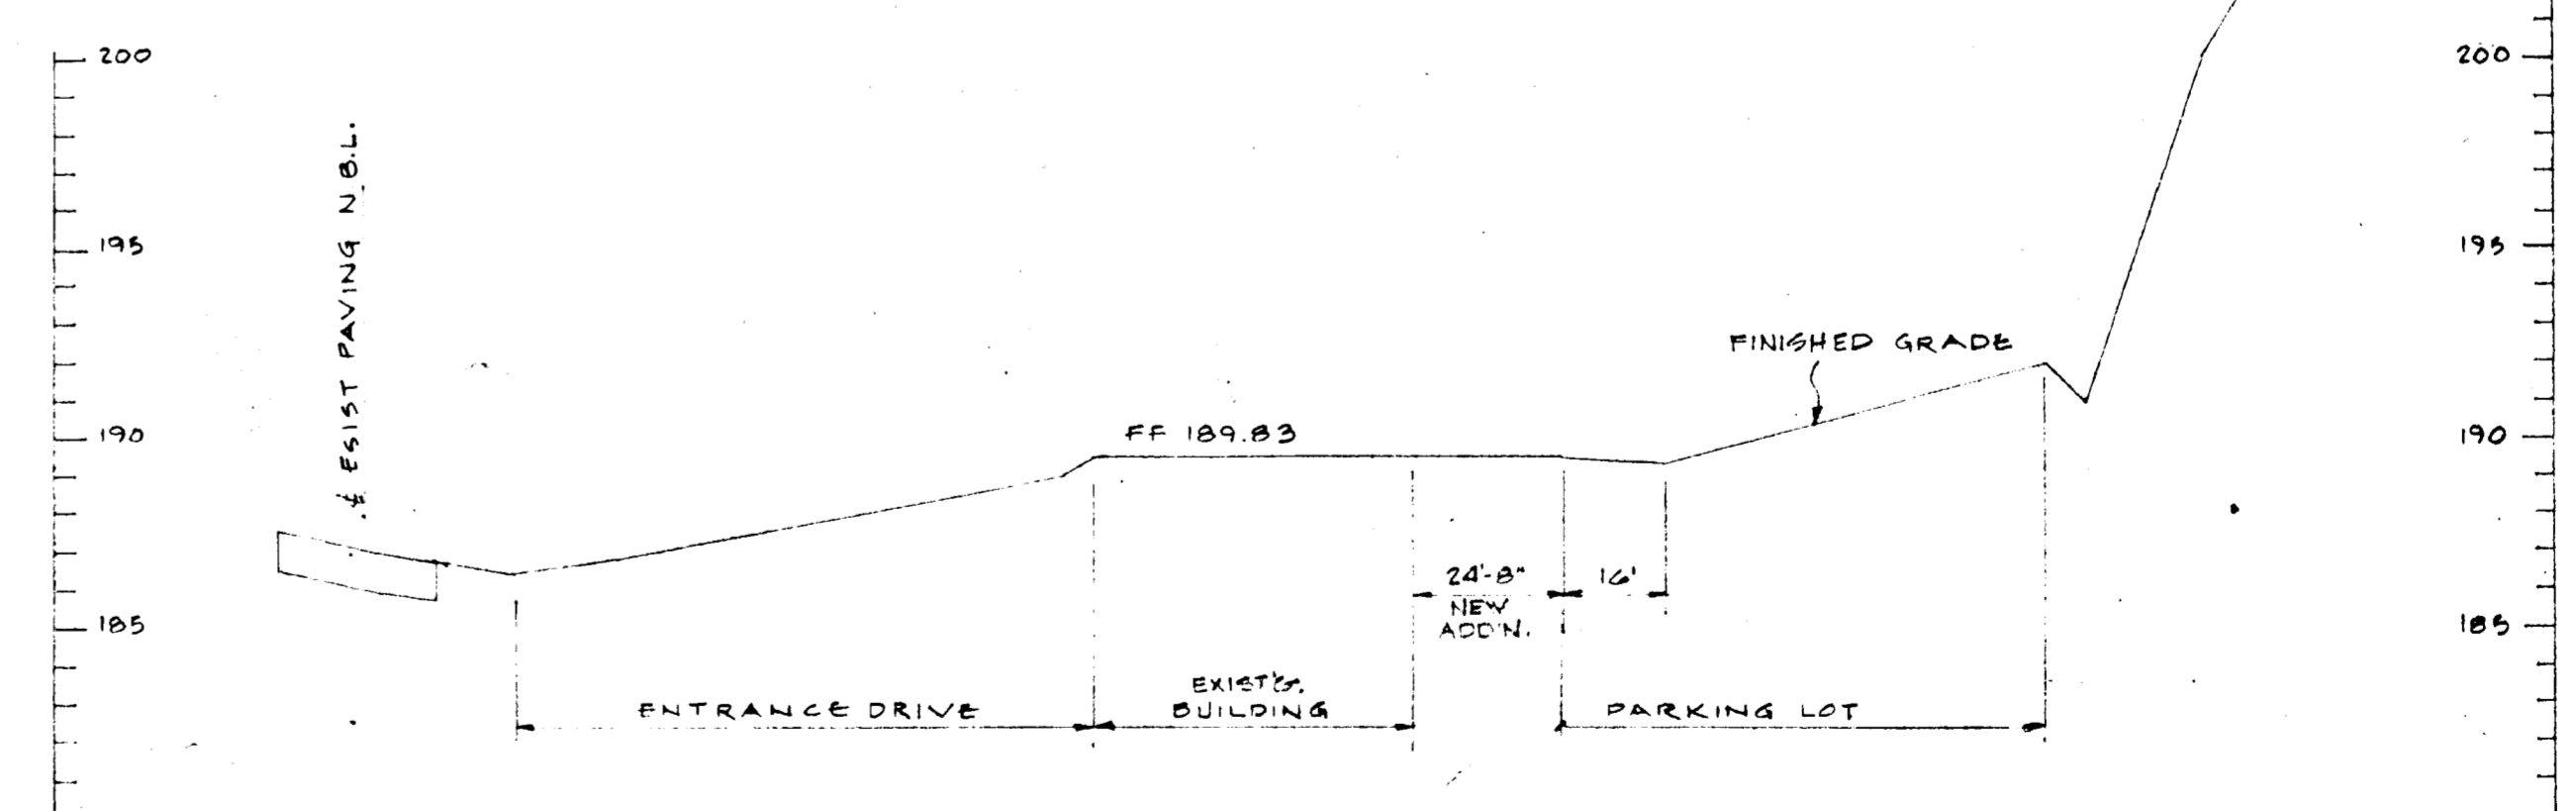 200
195
190
185
℄ ESIST PAVING N.B.L.
FF 189.83
FINISHED GRADE
24'-8"
NEW
ADD'N.
16'
ENTRANCE DRIVE
EXIST'G.
BUILDING
PARKING LOT
200
195
190
185